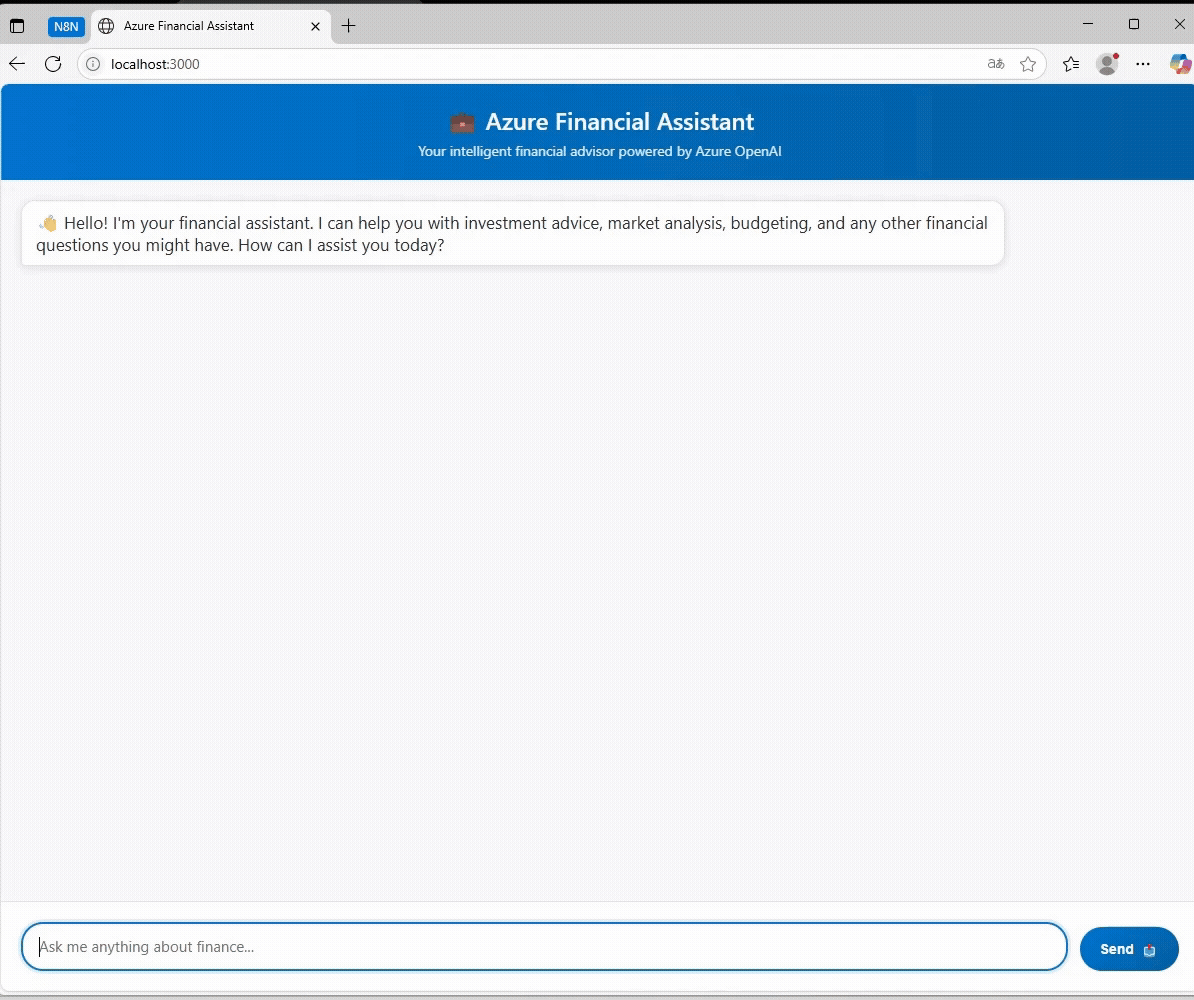 N8N
Azure Financial Assistant
localhost:3000
aあ
Azure Financial Assistant
Your intelligent financial advisor powered by Azure OpenAI
Hello! I'm your financial assistant. I can help you with investment advice, market analysis, budgeting, and any other financial
questions you might have. How can I assist you today?
Ask me anything about finance...
Send